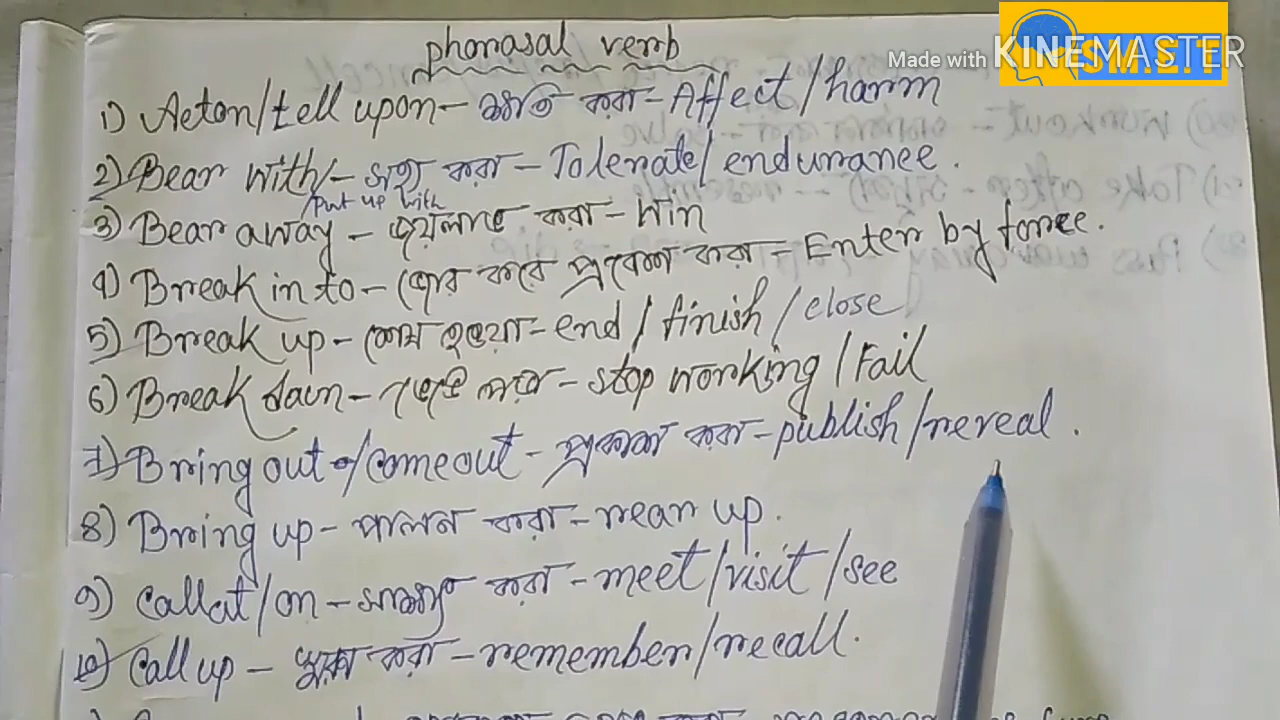 Made with KINEMASTER
phrasal verb
1) Act on/tell upon – ক্ষতি করা – Affect/harm
2) Bear with/ – সহ্য করা – Tolerate/endurance.
/put up with
3) Bear away – জয়লাভ করা – Win
4) Break in to – জোর করে প্রবেশ করা = Enter by force.
5) Break up – শেষ হওয়া – end/finish/close
6) Break down – – stop working/Fail
7) Bring out /come out – প্রকাশ করা – publish/reveal.
8) Bring up – পালন করা – rear up.
9) Call at/on – সাক্ষাৎ করা – meet/visit/see
10) Call up – স্মরণ করা – remember/recall.